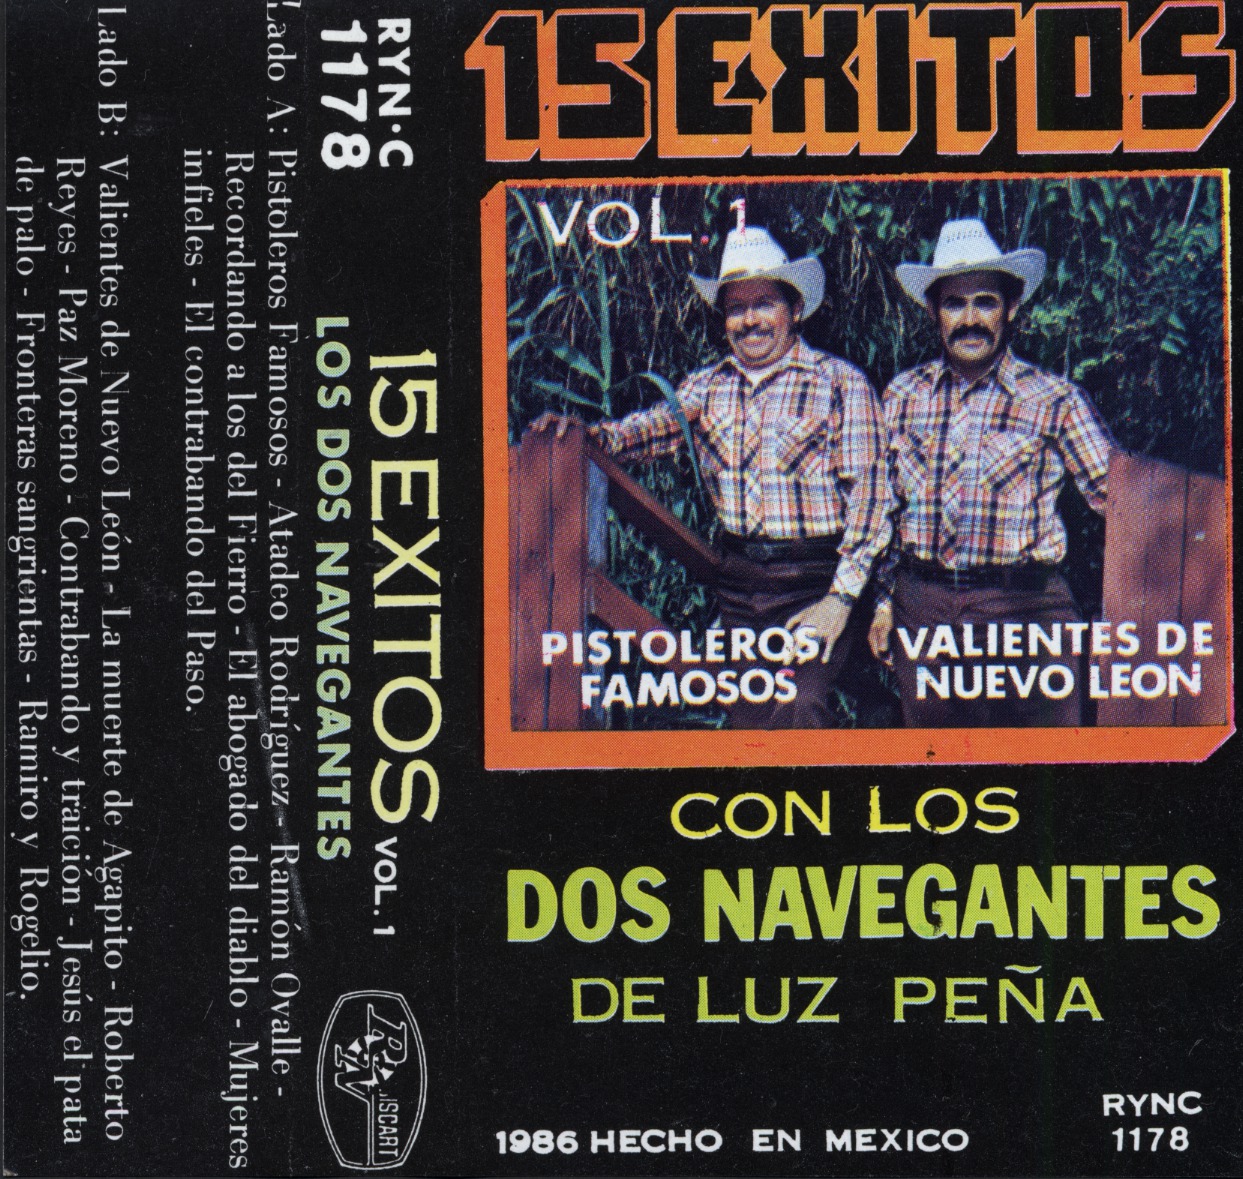 15 EXITOS
VOL. 1
PISTOLEROS
FAMOSOS
VALIENTES DE
NUEVO LEON
CON LOS
DOS NAVEGANTES
DE LUZ PEÑA
1986 HECHO EN MEXICO
RYNC
1178
RYN·C
1178
15 EXITOS VOL. 1
LOS DOS NAVEGANTES
RyN
DISCART
Lado A: Pistoleros Famosos - Atadeo Rodríguez - Ramón Ovalle -
Recordando a los del Fierro - El abogado del diablo - Mujeres
infieles - El contrabando del Paso.
Lado B: Valientes de Nuevo León - La muerte de Agapito - Roberto
Reyes - Paz Moreno - Contrabando y traición - Jesús el pata
de palo - Fronteras sangrientas - Ramiro y Rogelio.